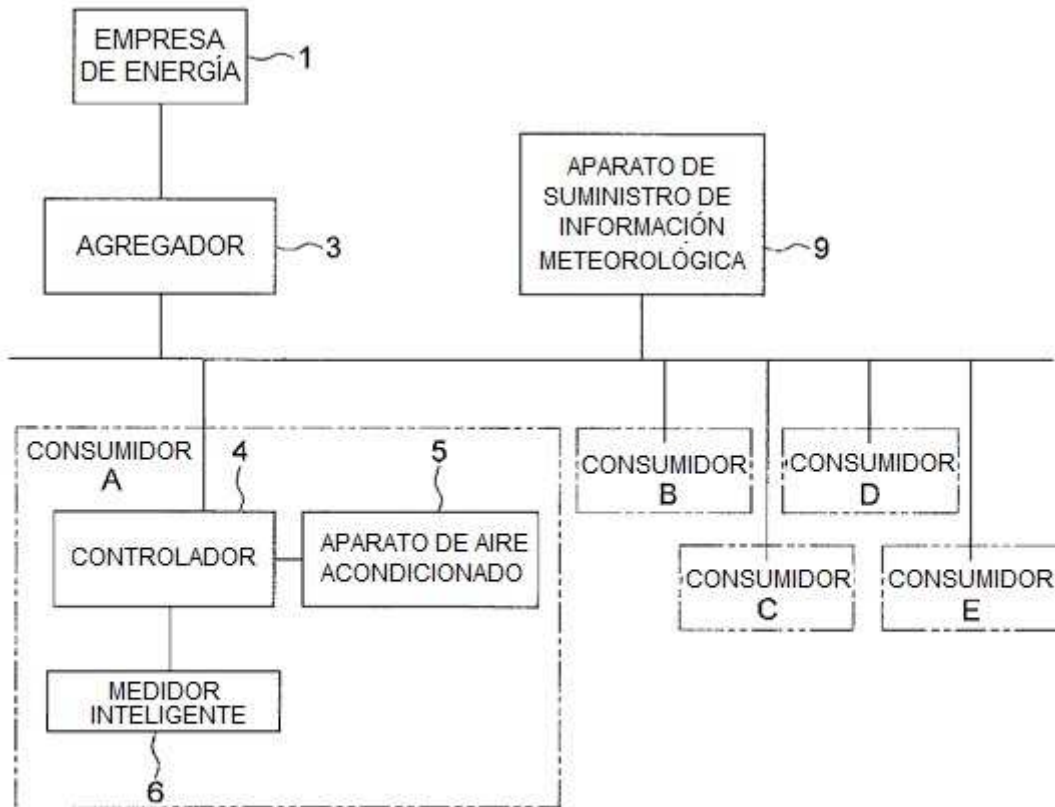 EMPRESA
DE ENERGÍA
1
AGREGADOR
3
APARATO DE
SUMINISTRO DE
INFORMACIÓN
METEOROLÓGICA
9
CONSUMIDOR
A
4
CONTROLADOR
5
APARATO DE AIRE
ACONDICIONADO
MEDIDOR
INTELIGENTE
6
CONSUMIDOR
B
CONSUMIDOR
D
CONSUMIDOR
C
CONSUMIDOR
E